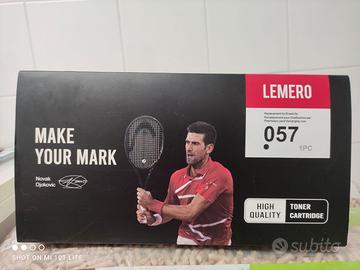 LEMERO
MAKE
YOUR MARK
Novak
Djokovic
057
1PC
HIGH
QUALITY
TONER
CARTRIDGE
SHOT ON MI 10T LITE
subito